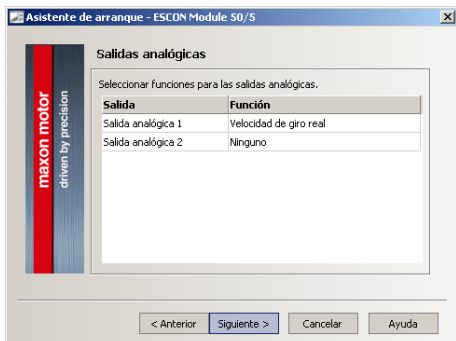 Asistente de arranque - ESCON Module 50/5
Salidas analógicas
Seleccionar funciones para las salidas analógicas.
Salida Función
Salida analógica 1 Velocidad de giro real
Salida analógica 2 Ninguno
maxon motor
driven by precision
< Anterior Siguiente > Cancelar Ayuda